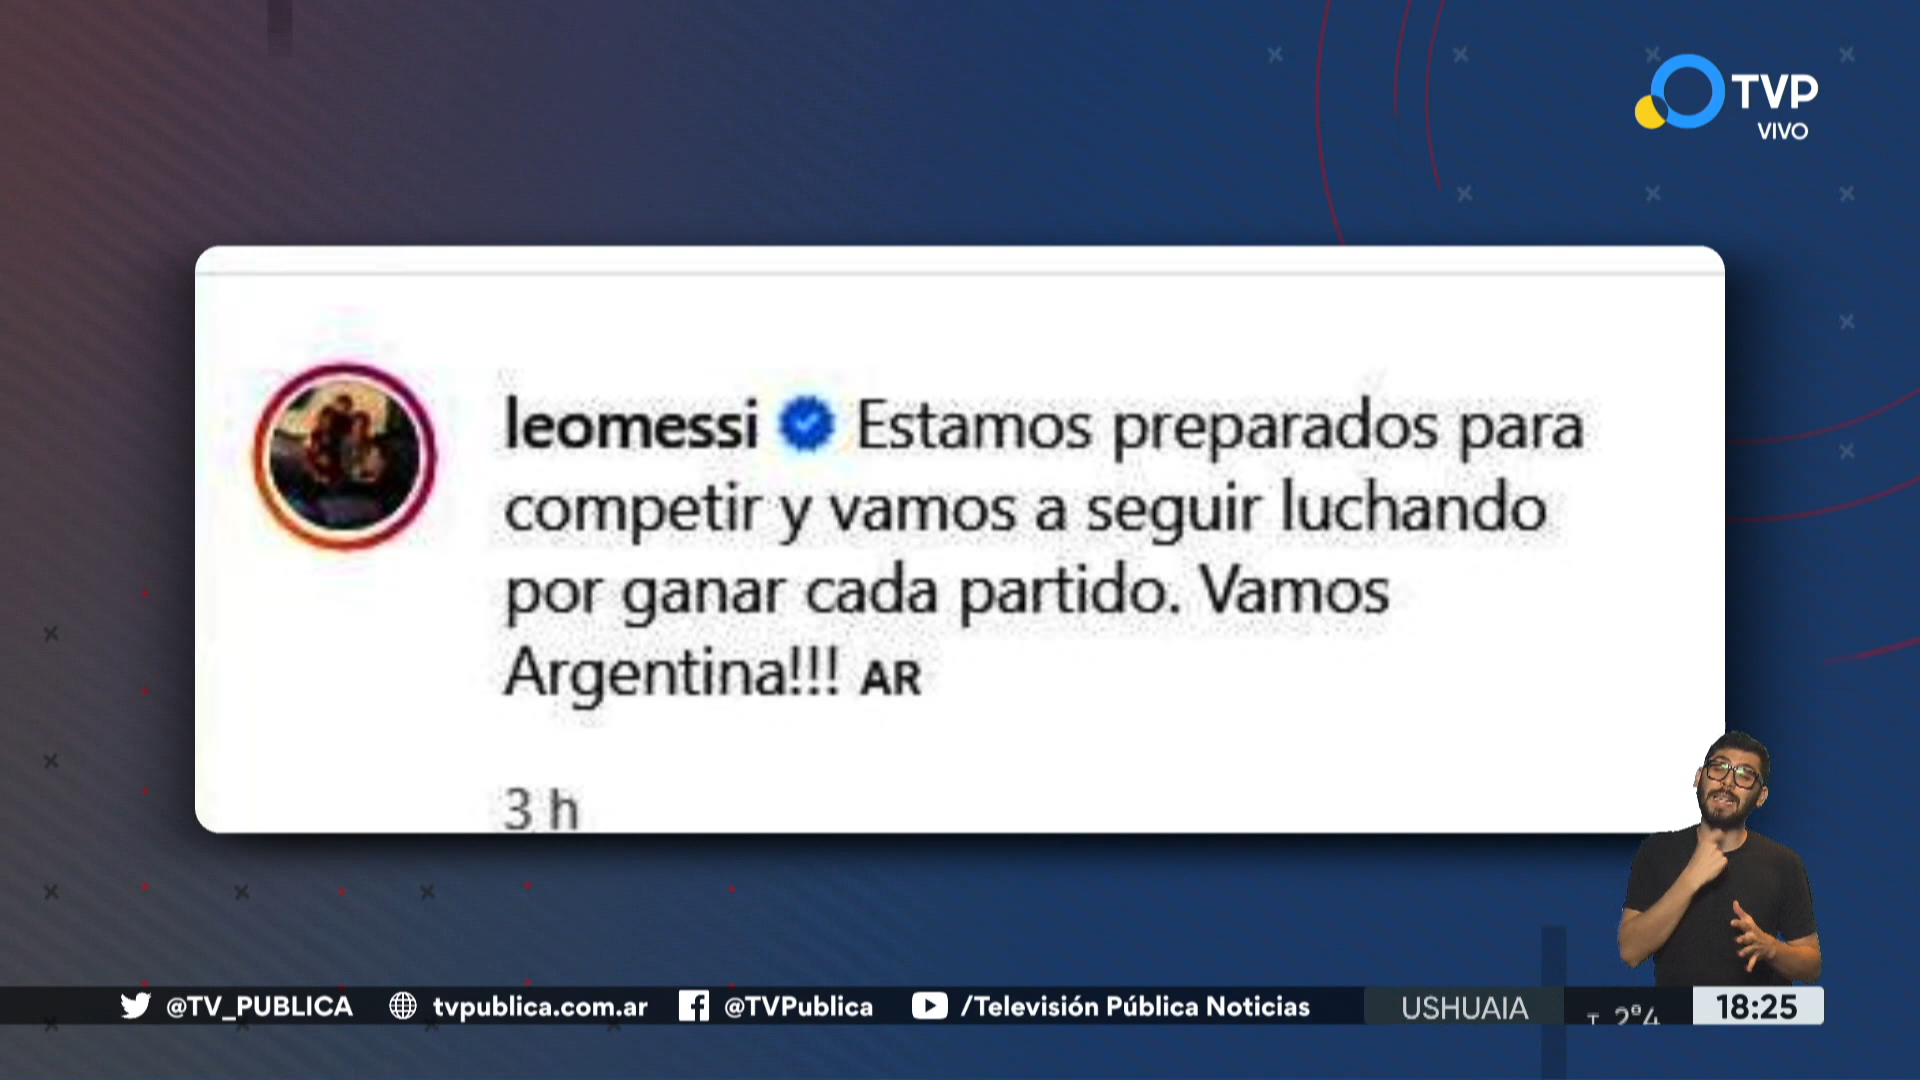 TVP
VIVO
leomessi Estamos preparados para
competir y vamos a seguir luchando
por ganar cada partido. Vamos
Argentina!!! AR
3 h
@TV_PUBLICA tvpublica.com.ar @TVPublica /Televisión Pública Noticias USHUAIA T 2º4 18:25